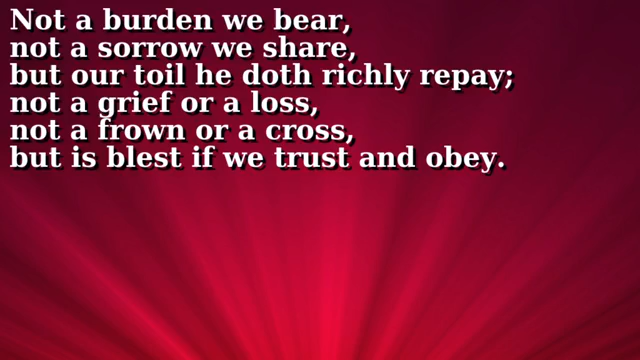 Not a burden we bear,
not a sorrow we share,
but our toil he doth richly repay;
not a grief or a loss,
not a frown or a cross,
but is blest if we trust and obey.